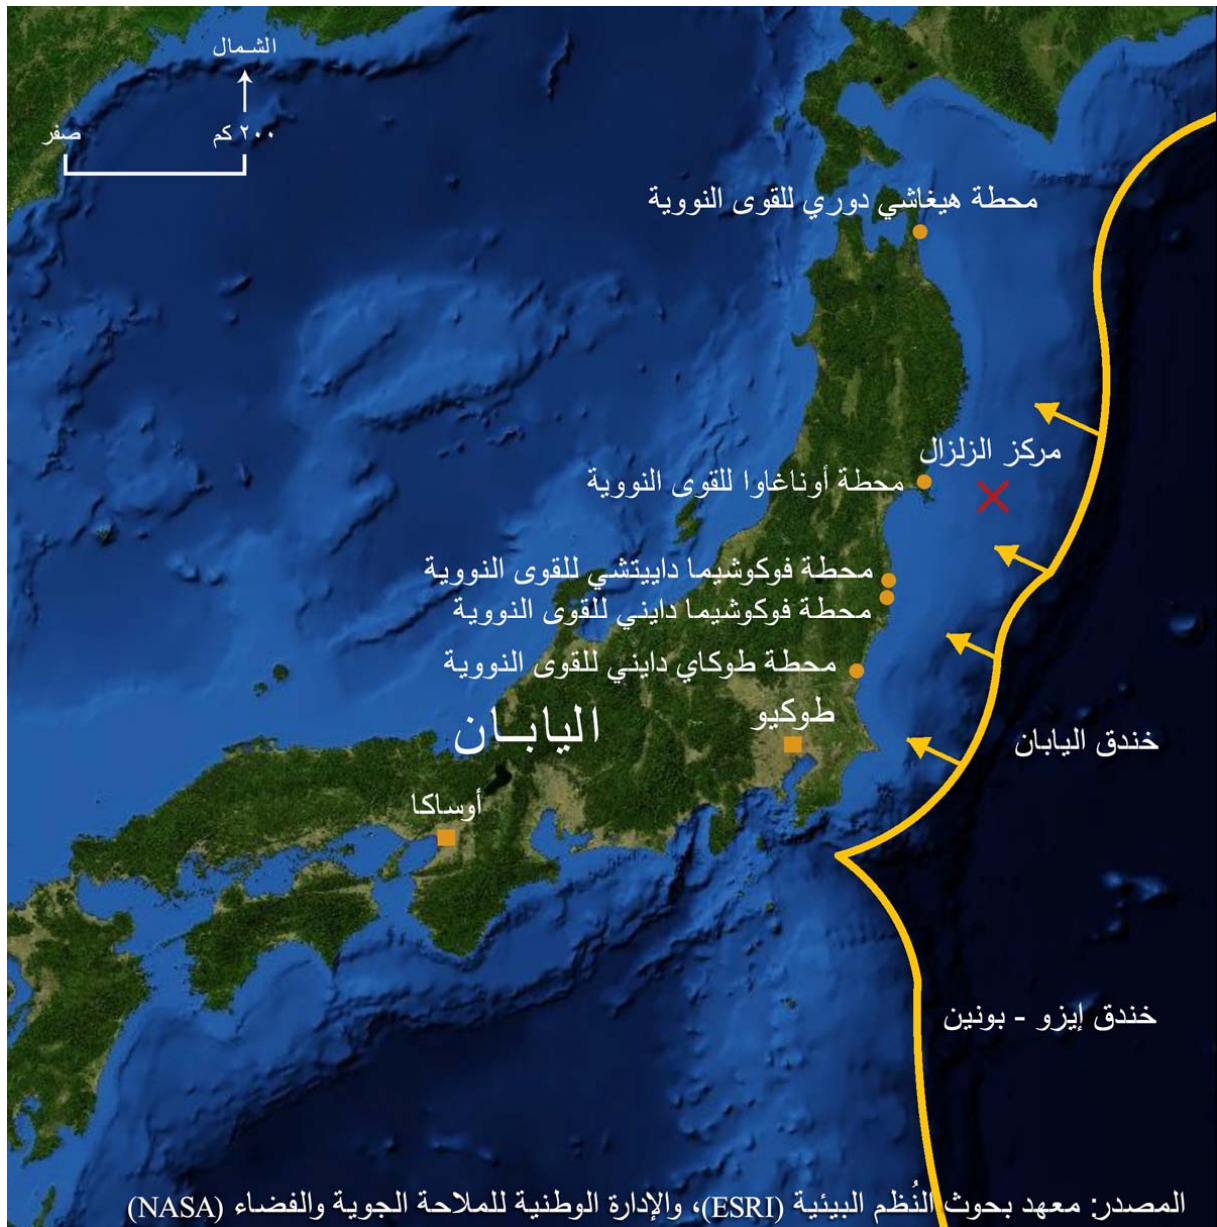 الشمال
صفر
٢٠٠ كم
محطة هيغاشي دوري للقوى النووية
مركز الزلزال
محطة أوناغاوا للقوى النووية
محطة فوكوشيما داييتشي للقوى النووية
محطة فوكوشيما دايني للقوى النووية
محطة طوكاي دايني للقوى النووية
طوكيو
اليابان
خندق اليابان
أوساكا
خندق إيزو - بونين
المصدر: معهد بحوث النُظم البيئية (ESRI)، والإدارة الوطنية للملاحة الجوية والفضاء (NASA)